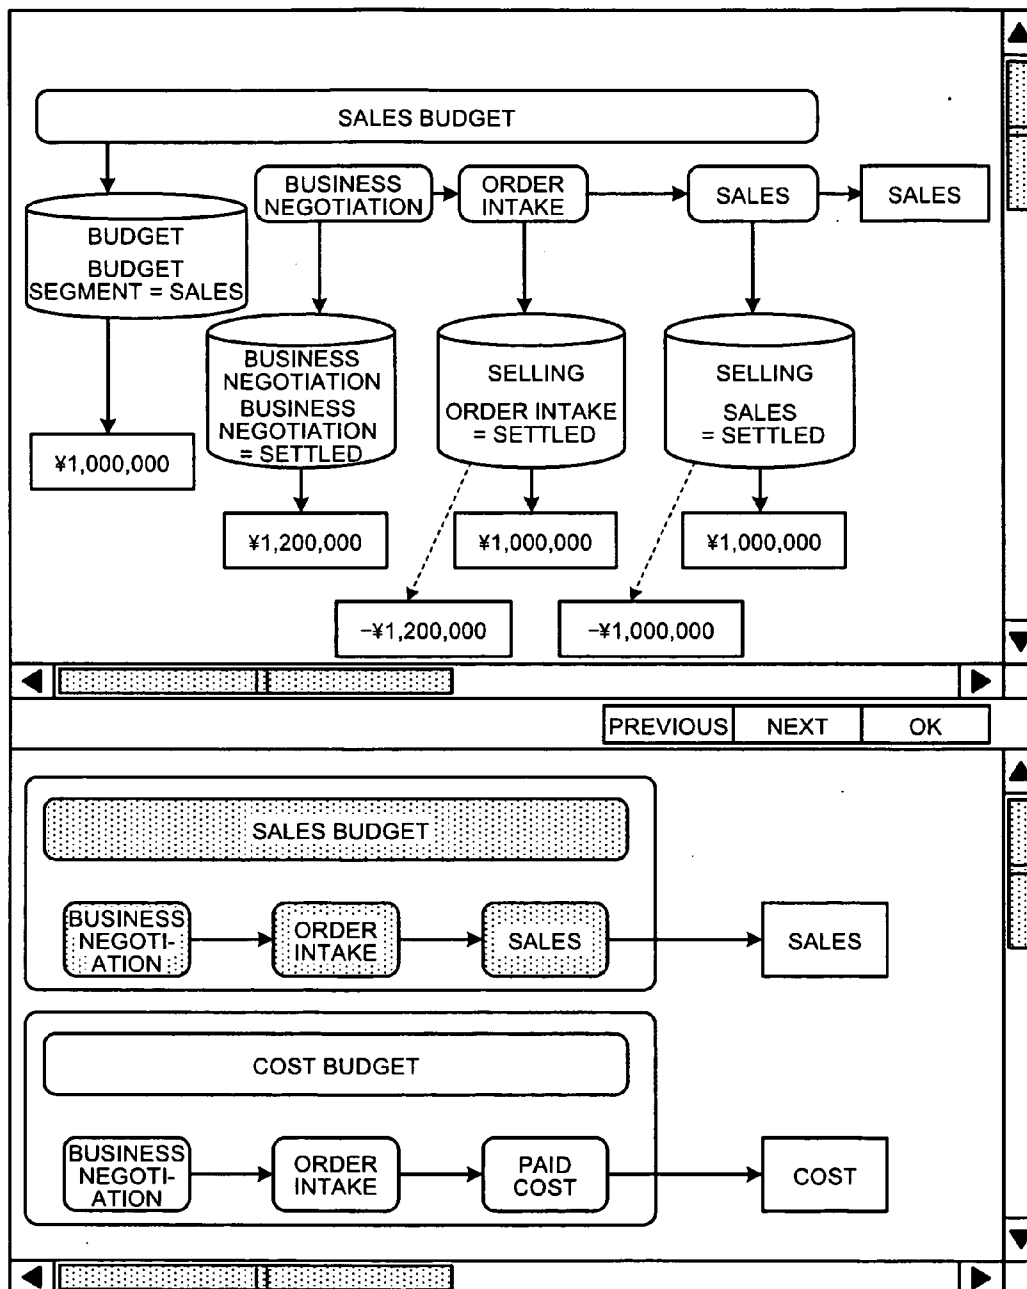 SALES BUDGET
BUSINESS
NEGOTIATION
ORDER
INTAKE
SALES
SALES
BUDGET
BUDGET
SEGMENT = SALES
BUSINESS
NEGOTIATION
BUSINESS
NEGOTIATION
= SETTLED
SELLING
ORDER INTAKE
= SETTLED
SELLING
SALES
= SETTLED
¥1,000,000
¥1,200,000
¥1,000,000
¥1,000,000
−¥1,200,000
−¥1,000,000
PREVIOUS
NEXT
OK
SALES BUDGET
BUSINESS
NEGOTI-
ATION
ORDER
INTAKE
SALES
SALES
COST BUDGET
BUSINESS
NEGOTI-
ATION
ORDER
INTAKE
PAID
COST
COST